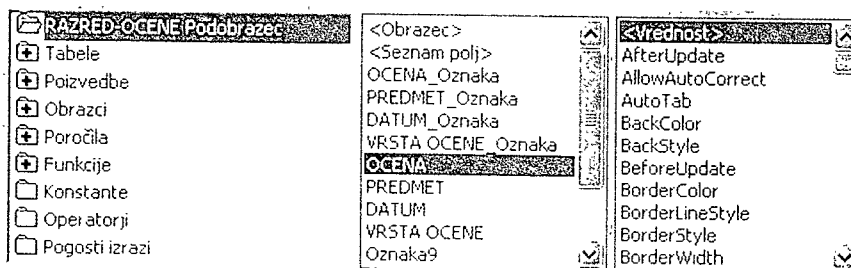 RAZRED-OCENE Podobrazec
Tabele
Poizvedbe
Obrazci
Poročila
Funkcije
Konstante
Operatorji
Pogosti izrazi
<Obrazec>
<Seznam polj>
OCENA_Oznaka
PREDMET_Oznaka
DATUM_Oznaka
VRSTA OCENE_Oznaka
OCENA
PREDMET
DATUM
VRSTA OCENE
Oznaka9
<Vrednost>
AfterUpdate
AllowAutoCorrect
AutoTab
BackColor
BackStyle
BeforeUpdate
BorderColor
BorderLineStyle
BorderStyle
BorderWidth